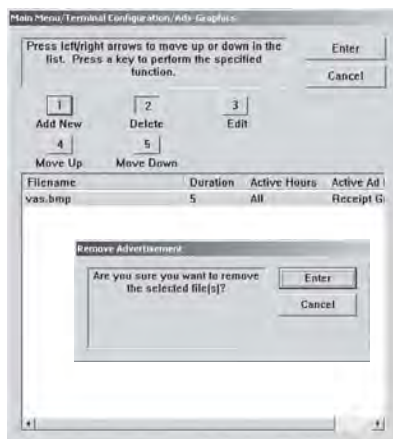 Main Menu/Terminal Configuration/Ads-Graphics
Press left/right arrows to move up or down in the
list. Press a key to perform the specified
function.
Enter
Cancel
1
2
3
Add New
Delete
Edit
4
5
Move Up
Move Down
Filename Duration Active Hours Active Ad
vas.bmp 5 All Receipt G
Remove Advertisement
Are you sure you want to remove
the selected file(s)?
Enter
Cancel